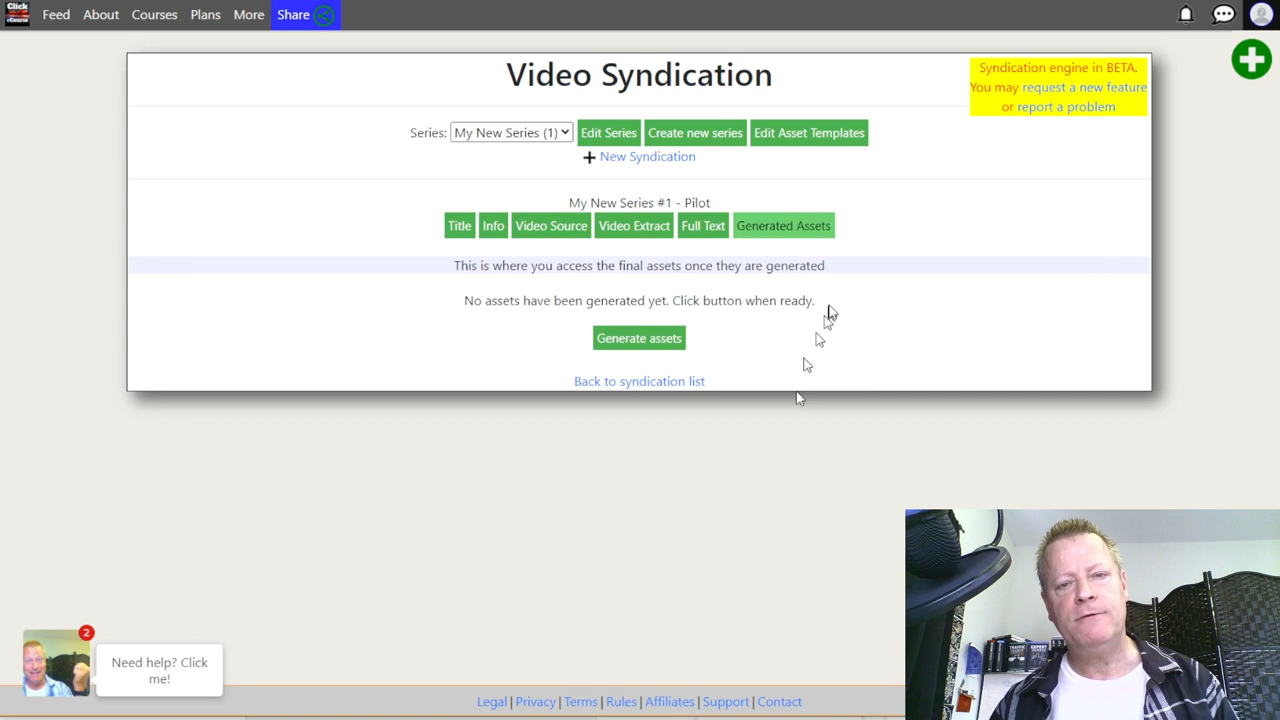 Click
eCourse
Feed About Courses Plans More Share
Video Syndication
Syndication engine in BETA.
You may request a new feature
or report a problem
Series: My New Series (1) Edit Series Create new series Edit Asset Templates
New Syndication
My New Series #1 - Pilot
Title Info Video Source Video Extract Full Text Generated Assets
This is where you access the final assets once they are generated
No assets have been generated yet. Click button when ready.
Generate assets
Back to syndication list
2
Need help? Click
me!
TRAFFIC
EXPERT
Legal | Privacy | Terms | Rules | Affiliates | Support | Contact